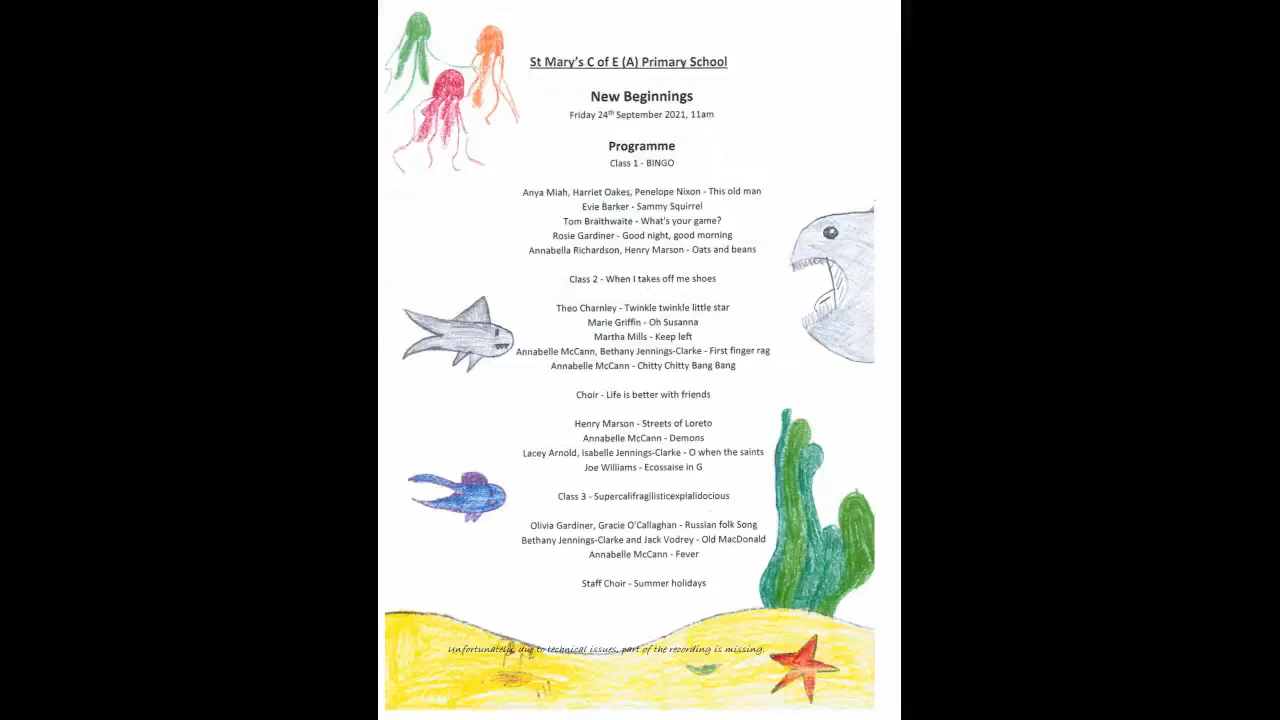 St Mary's C of E (A) Primary School
New Beginnings
Friday 24th September 2021, 11am
Programme
Class 1 - BINGO
Anya Miah, Harriet Oakes, Penelope Nixon - This old man
Evie Barker - Sammy Squirrel
Tom Braithwaite - What's your game?
Rosie Gardiner - Good night, good morning
Annabella Richardson, Henry Marson - Oats and beans
Class 2 - When I takes off me shoes
Theo Charnley - Twinkle twinkle little star
Marie Griffin - Oh Susanna
Martha Mills - Keep left
Annabelle McCann, Bethany Jennings-Clarke - First finger rag
Annabelle McCann - Chitty Chitty Bang Bang
Choir - Life is better with friends
Henry Marson - Streets of Loreto
Annabelle McCann - Demons
Lacey Arnold, Isabelle Jennings-Clarke - O when the saints
Joe Williams - Ecossaise in G
Class 3 - Supercalifragilisticexpialidocious
Olivia Gardiner, Gracie O'Callaghan - Russian folk Song
Bethany Jennings-Clarke and Jack Vodrey - Old MacDonald
Annabelle McCann - Fever
Staff Choir - Summer holidays
Unfortunately, due to technical issues, part of the recording is missing.